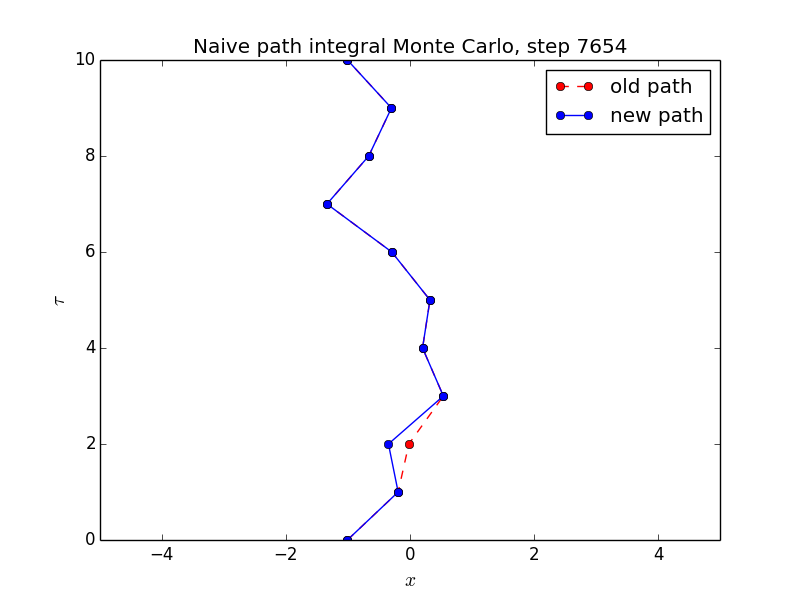 Naive path integral Monte Carlo, step 7654
old path
new path
10
8
6
4
2
0
τ
−4
−2
0
2
4
x